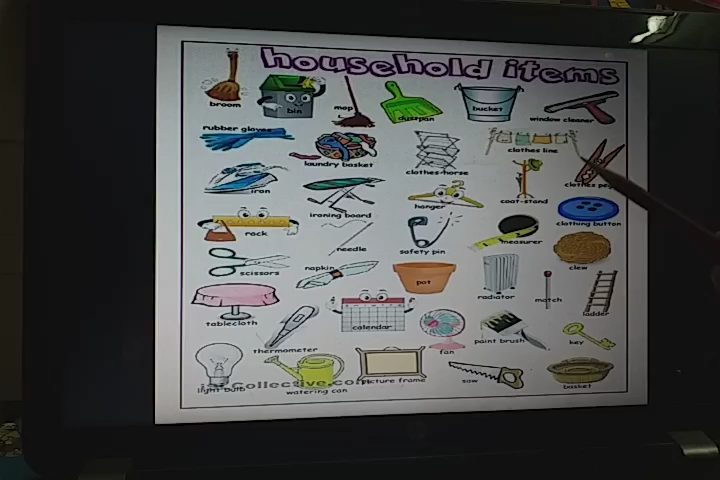 household items
broom
bin
mop
dustpan
bucket
window cleaner
rubber gloves
laundry basket
clothes-horse
clothes line
clothes peg
iron
ironing board
hanger
coat-stand
clothing button
rack
needle
safety pin
measurer
clew
scissors
napkin
pot
radiator
match
ladder
tablecloth
thermometer
calendar
fan
paint brush
key
light bulb
watering can
picture frame
saw
basket
Collective.com